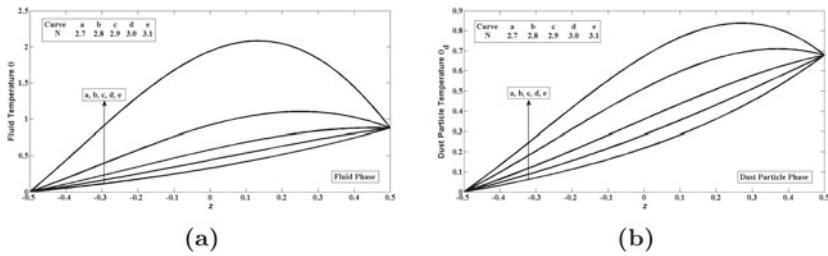 Curve a b c d e
N 2.7 2.8 2.9 3.0 3.1
a, b, c, d, e
Fluid Phase
Fluid Temperature θ
2.5
2
1.5
1
0.5
0
-0.5 -0.4 -0.3 -0.2 -0.1 0 0.1 0.2 0.3 0.4 0.5
z
(a)
Curve a b c d e
N 2.7 2.8 2.9 3.0 3.1
a, b, c, d, e
Dust Particle Phase
Dust Particle Temperature θd
0.9
0.8
0.7
0.6
0.5
0.4
0.3
0.2
0.1
0
-0.5 -0.4 -0.3 -0.2 -0.1 0 0.1 0.2 0.3 0.4 0.5
z
(b)